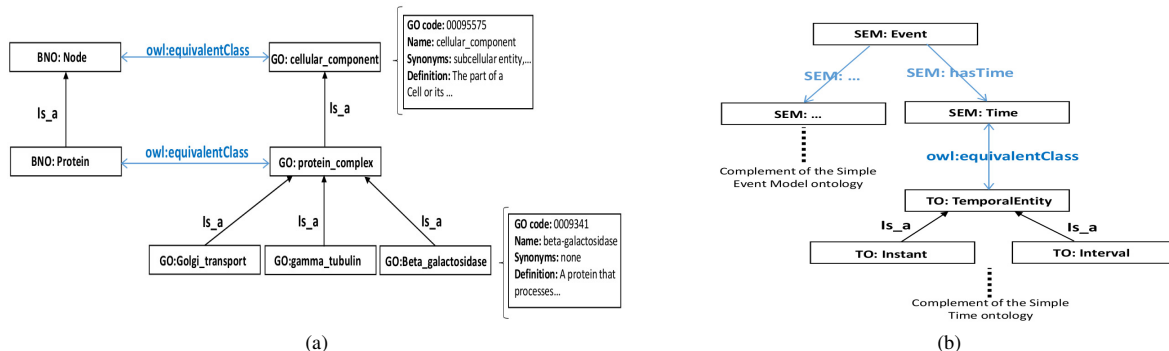 BNO: Node
owl:equivalentClass
GO: cellular_component
GO code: 00095575
Name: cellular_component
Synonyms: subcellular entity,...
Definition: The part of a
Cell or its ...
Is_a
Is_a
BNO: Protein
owl:equivalentClass
GO: protein_complex
Is_a
Is_a
Is_a
GO:Golgi_transport
GO:gamma_tubulin
GO:Beta_galactosidase
GO code: 0009341
Name: beta-galactosidase
Synonyms: none
Definition: A protein that
processes...
(a)
SEM: Event
SEM: ...
SEM: hasTime
SEM: ...
SEM: Time
Complement of the Simple
Event Model ontology
owl:equivalentClass
TO: TemporalEntity
Is_a
Is_a
TO: Instant
TO: Interval
Complement of the Simple
Time ontology
(b)